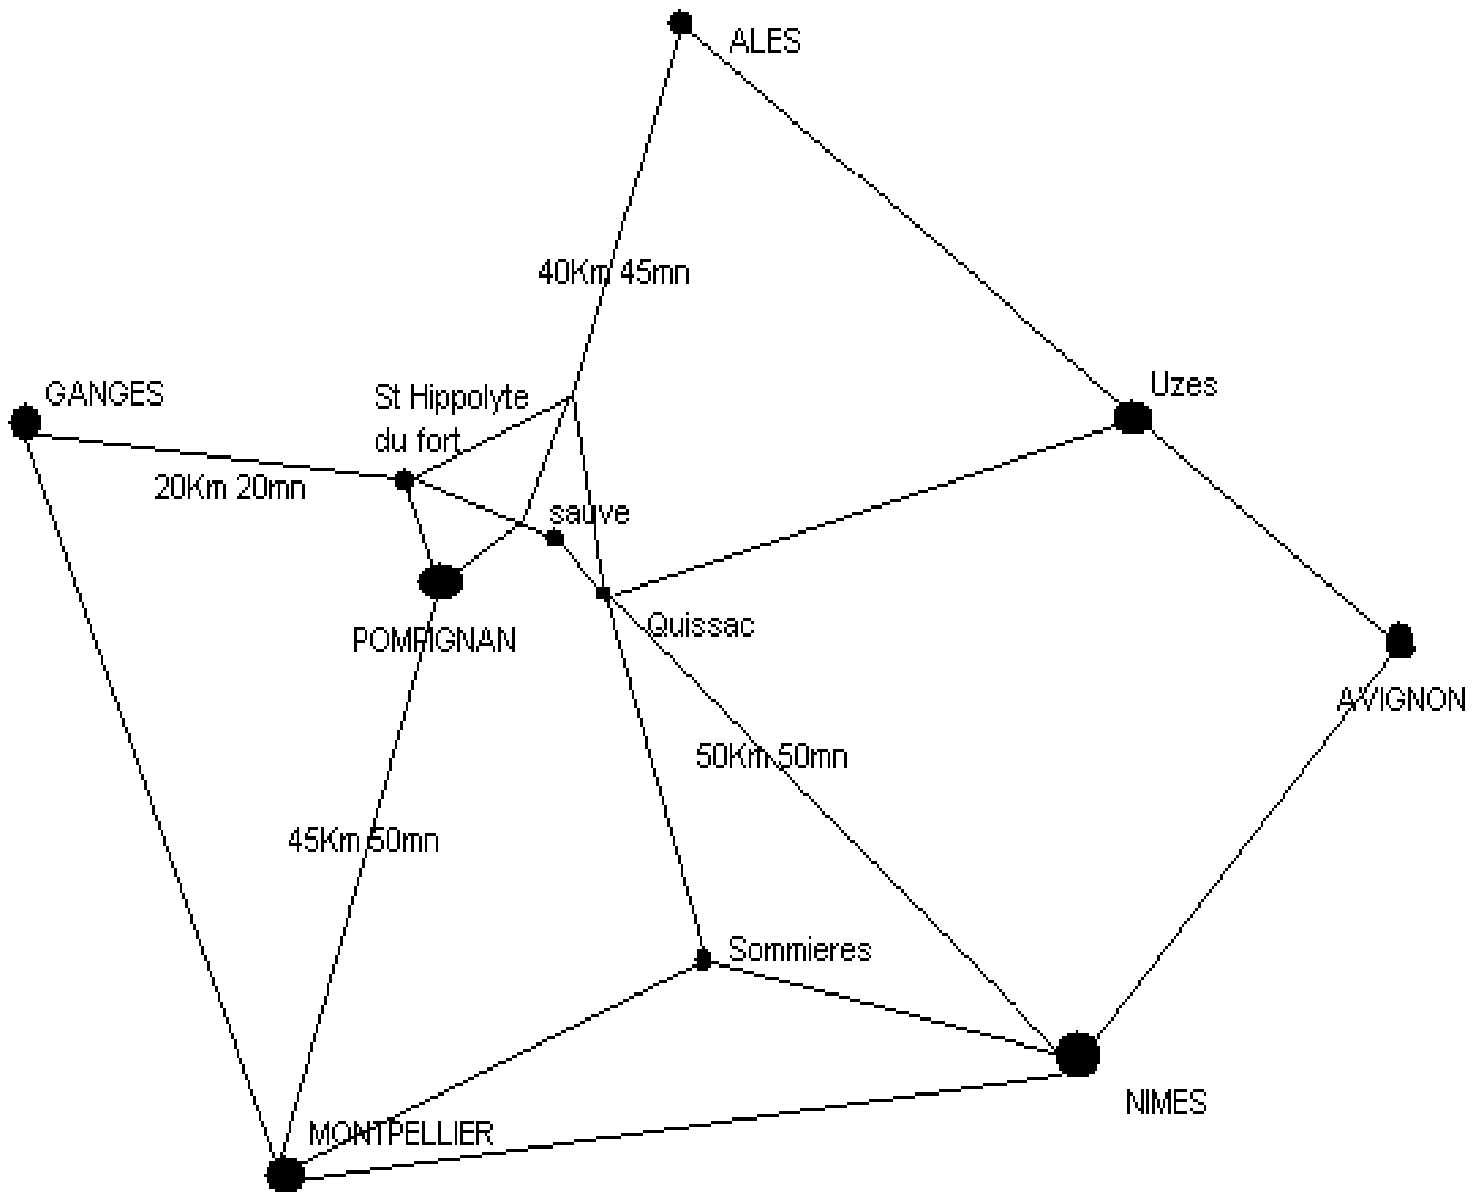 ALES
40Km 45mn
GANGES
St Hippolyte
du fort
Uzes
20Km 20mn
sauve
Quissac
POMPIGNAN
AVIGNON
50Km 50mn
45Km 50mn
Sommieres
NIMES
MONTPELLIER